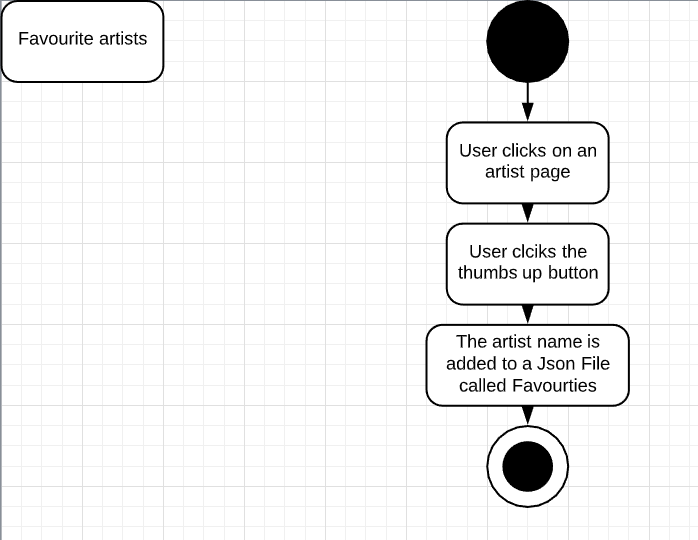 Favourite artists
User clicks on an
artist page
User clciks the
thumbs up button
The artist name is
added to a Json File
called Favourties